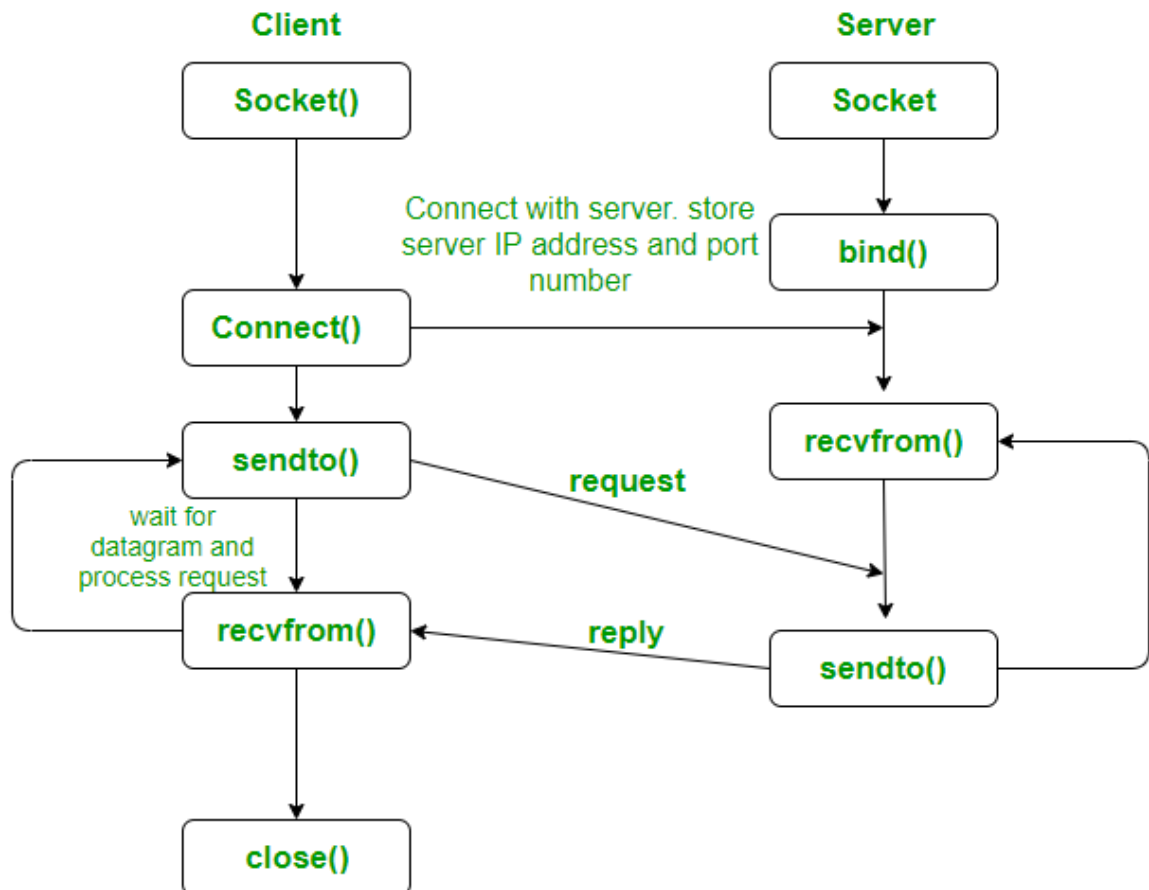 Client
Server
Socket()
Socket
Connect with server. store
server IP address and port
number
bind()
Connect()
recvfrom()
sendto()
request
wait for
datagram and
process request
recvfrom()
reply
sendto()
close()